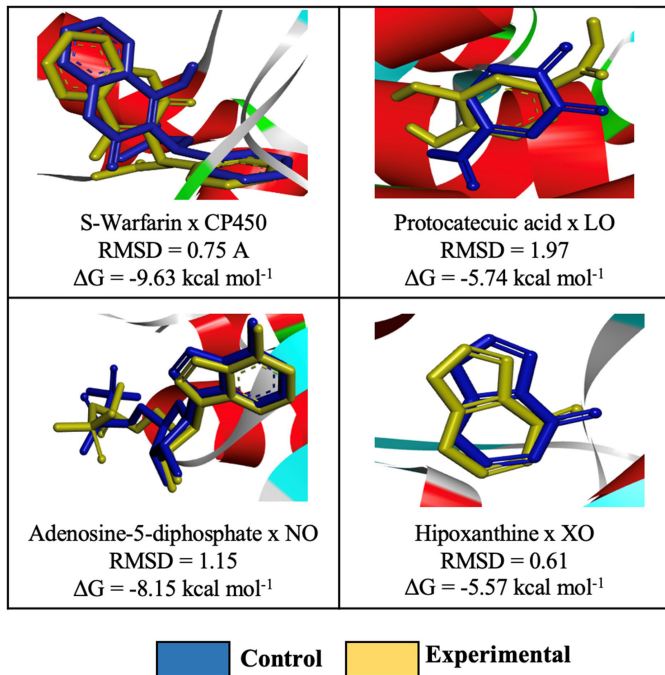 S-Warfarin x CP450
RMSD = 0.75 A
ΔG = -9.63 kcal mol⁻¹
Protocatecuic acid x LO
RMSD = 1.97
ΔG = -5.74 kcal mol⁻¹
Adenosine-5-diphosphate x NO
RMSD = 1.15
ΔG = -8.15 kcal mol⁻¹
Hipoxanthine x XO
RMSD = 0.61
ΔG = -5.57 kcal mol⁻¹
Control
Experimental